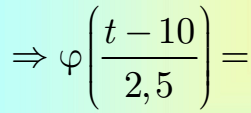 ⇒ φ((t − 10)/2,5) =